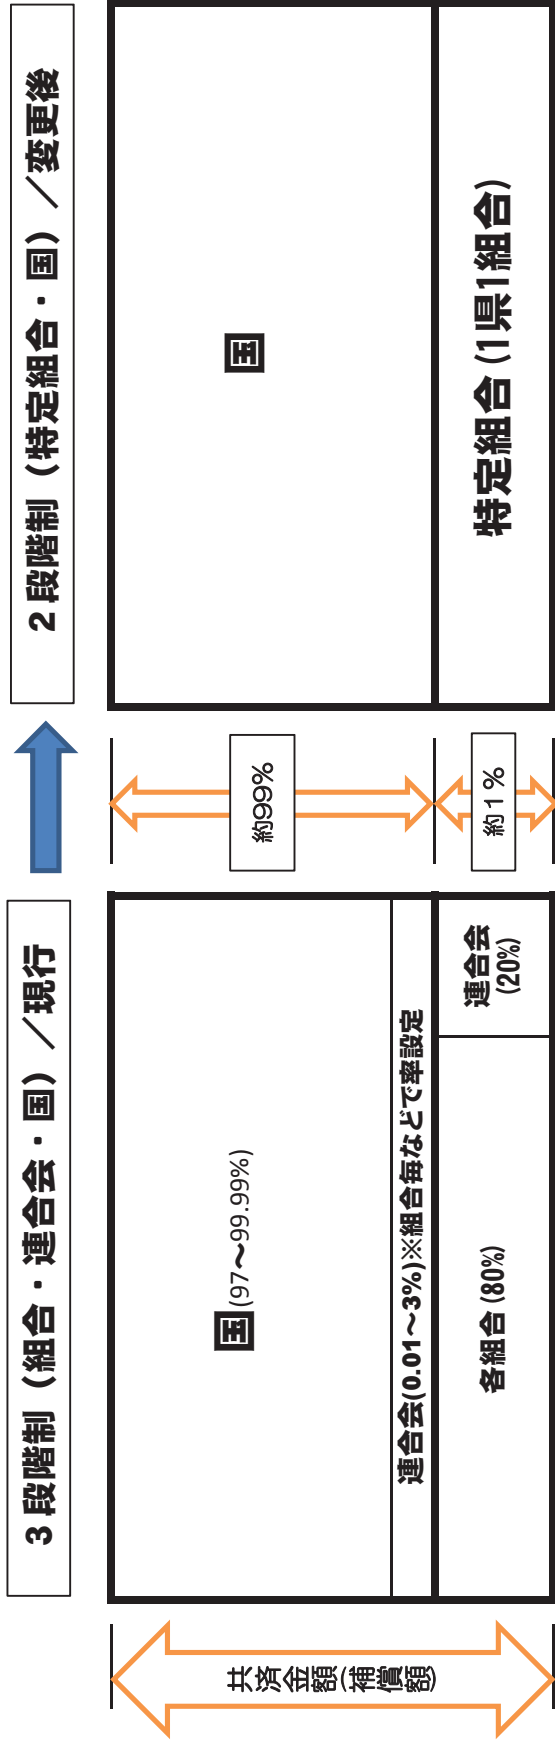 3段階制（組合・連合会・国）／現行
2段階制（特定組合・国）／変更後
共済金額(補償額)
国(97～99.99%)
連合会(0.01～3%)※組合毎などで率設定
各組合(80%)
連合会
(20%)
約99%
約1%
国
特定組合(1県1組合)